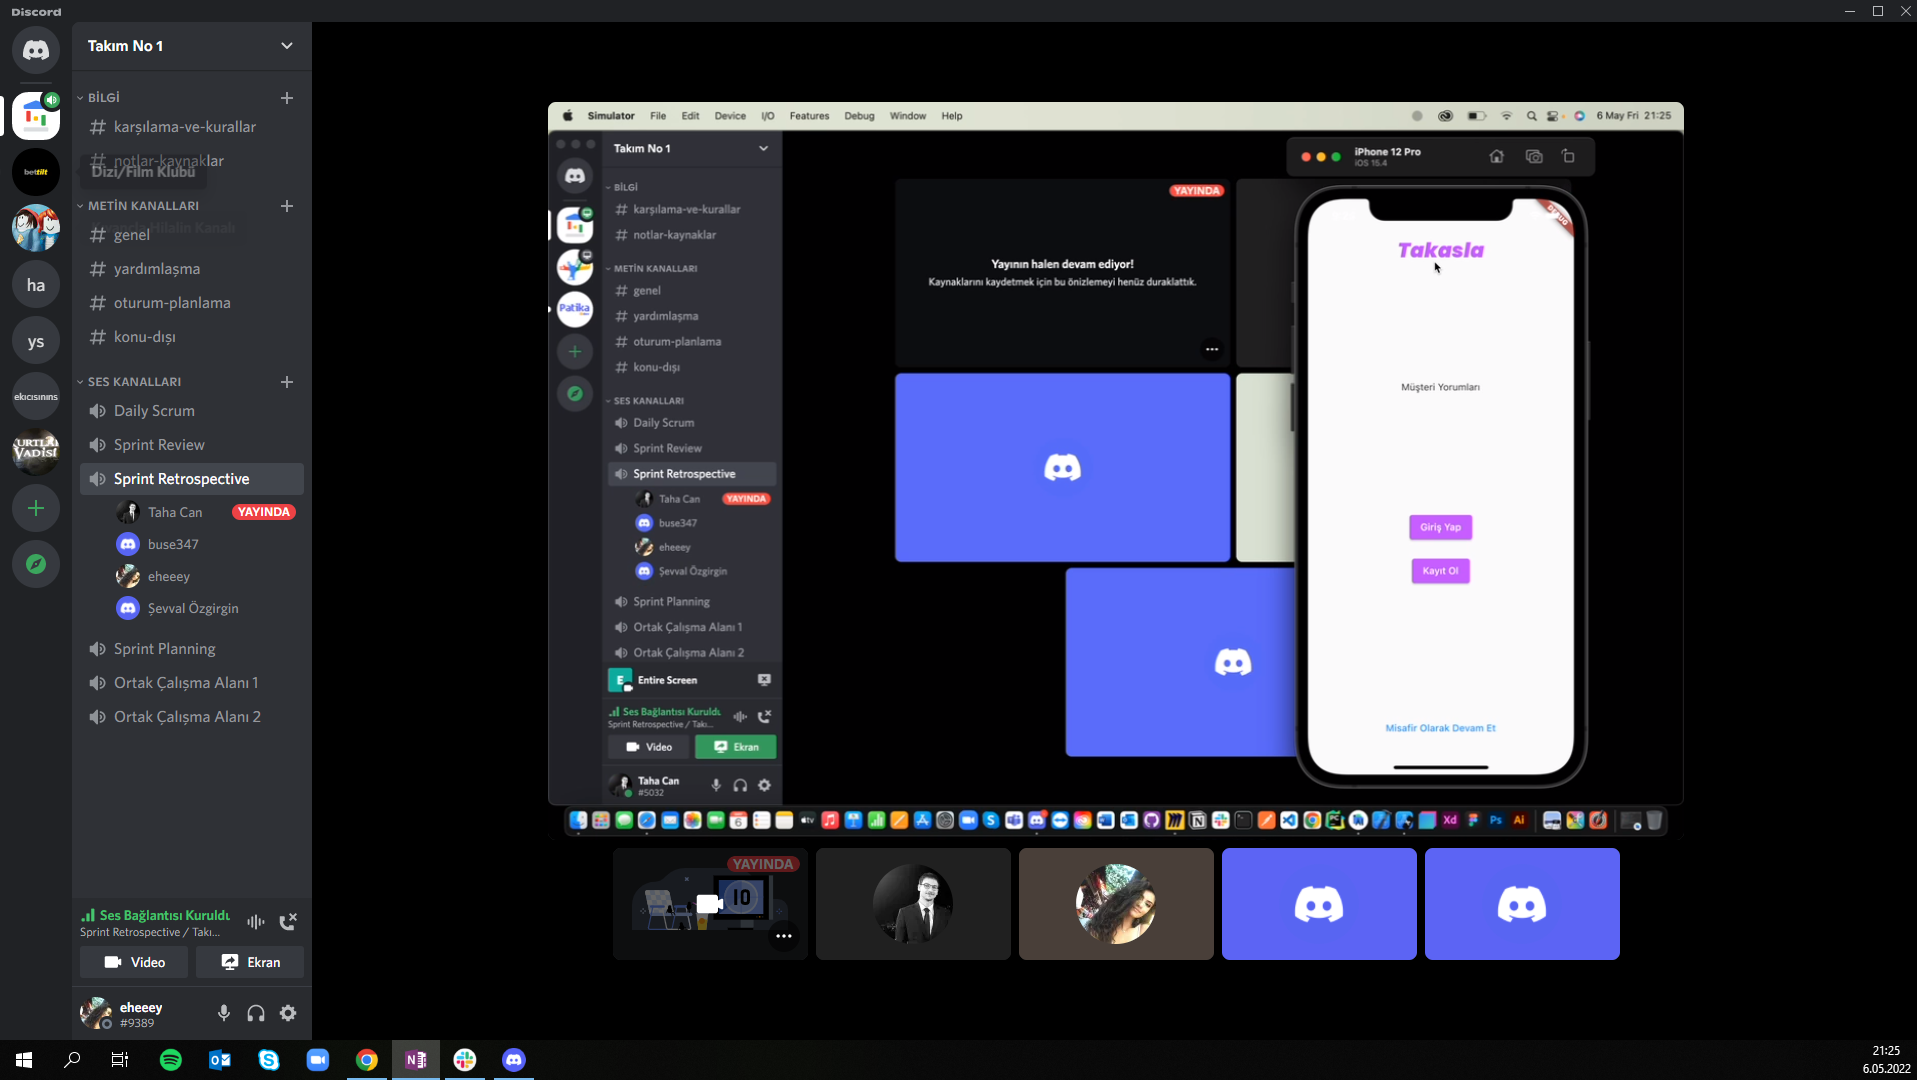 Discord
Takım No 1
BİLGİ
karşılama-ve-kurallar
notlar-kaynaklar
Dizi/Film Klübü
METİN KANALLARI
genel
yardımlaşma
oturum-planlama
konu-dışı
SES KANALLARI
Daily Scrum
Sprint Review
Sprint Retrospective
Taha Can YAYINDA
buse347
eheeey
Şevval Özgirgin
Sprint Planning
Ortak Çalışma Alanı 1
Ortak Çalışma Alanı 2
bettilt
ha
ys
ekicisinins
Ses Bağlantısı Kuruldu
Sprint Retrospective / Takı...
Video Ekran
eheeey
#9389
Simulator File Edit Device I/O Features Debug Window Help
6 May Fri 21:25
Takım No 1
BİLGİ
karşılama-ve-kurallar
notlar-kaynaklar
METİN KANALLARI
genel
yardımlaşma
oturum-planlama
konu-dışı
SES KANALLARI
Daily Scrum
Sprint Review
Sprint Retrospective
Taha Can YAYINDA
buse347
eheeey
Şevval Özgirgin
Sprint Planning
Ortak Çalışma Alanı 1
Ortak Çalışma Alanı 2
Patika
E Entire Screen
Ses Bağlantısı Kuruldu
Sprint Retrospective / Takı...
Video Ekran
Taha Can
#5032
YAYINDA
Yayının halen devam ediyor!
Kaynaklarını kaydetmek için bu önizlemeyi henüz duraklattık.
iPhone 12 Pro
iOS 15.4
Takasla
Müşteri Yorumları
Giriş Yap
Kayıt Ol
Misafir Olarak Devam Et
Xd Ps Ai
YAYINDA
10
21:25
6.05.2022